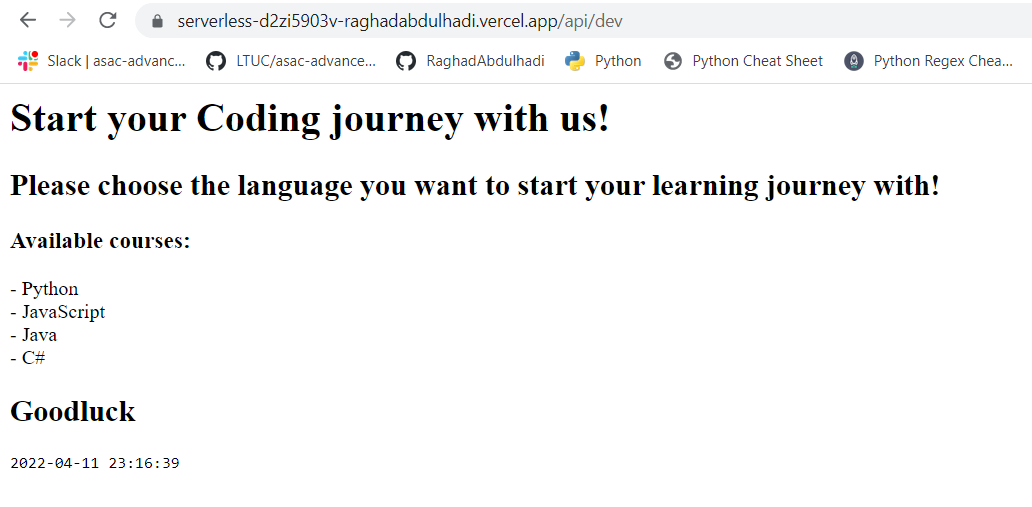 serverless-d2zi5903v-raghadabdulhadi.vercel.app/api/dev
Slack | asac-advanc... LTUC/asac-advance... RaghadAbdulhadi Python Python Cheat Sheet Python Regex Chea...
Start your Coding journey with us!
Please choose the language you want to start your learning journey with!
Available courses:
- Python
- JavaScript
- Java
- C#
Goodluck
2022-04-11 23:16:39